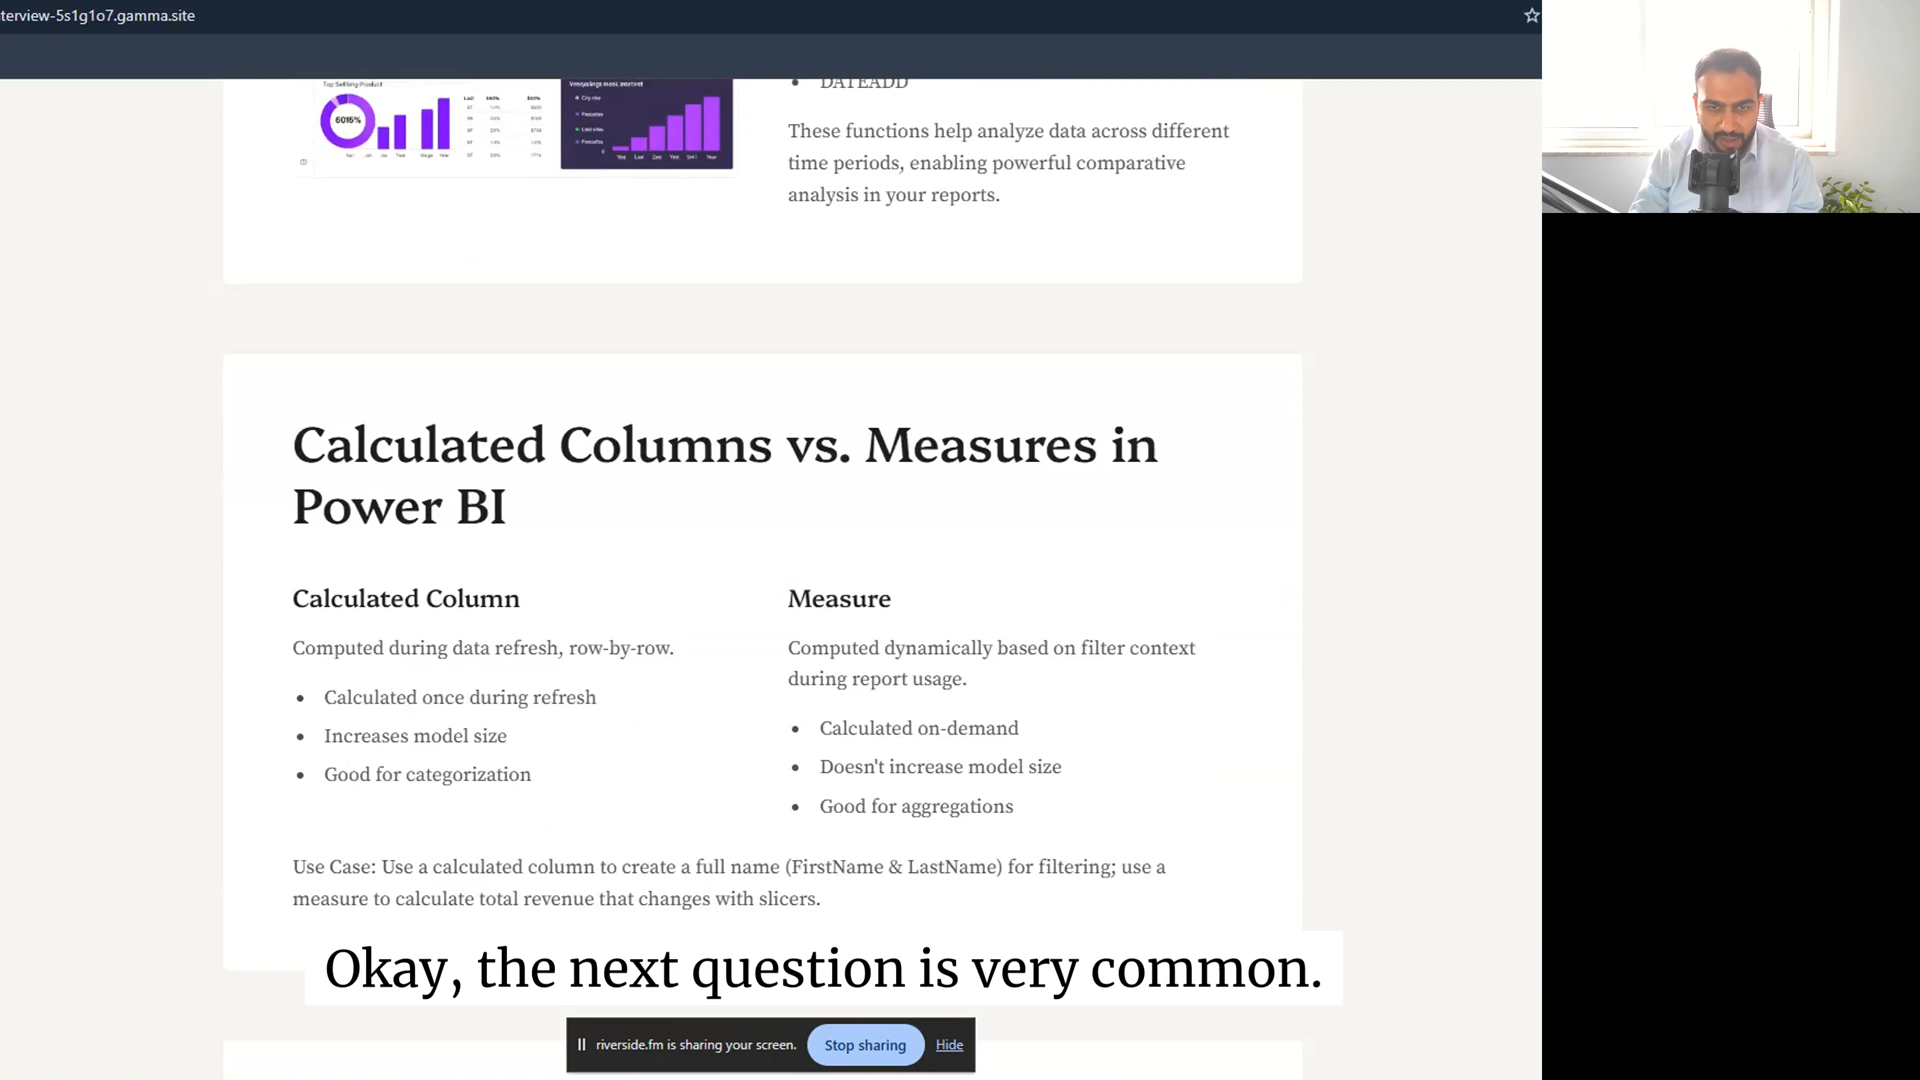 terview-5s1g1o7.gamma.site
Top Selling Product
6015%
DATEADD
These functions help analyze data across different
time periods, enabling powerful comparative
analysis in your reports.
Calculated Columns vs. Measures in
Power BI
Calculated Column
Computed during data refresh, row-by-row.
• Calculated once during refresh
• Increases model size
• Good for categorization
Measure
Computed dynamically based on filter context
during report usage.
• Calculated on-demand
• Doesn't increase model size
• Good for aggregations
Use Case: Use a calculated column to create a full name (FirstName & LastName) for filtering; use a
measure to calculate total revenue that changes with slicers.
Okay, the next question is very common.
riverside.fm is sharing your screen. Stop sharing Hide